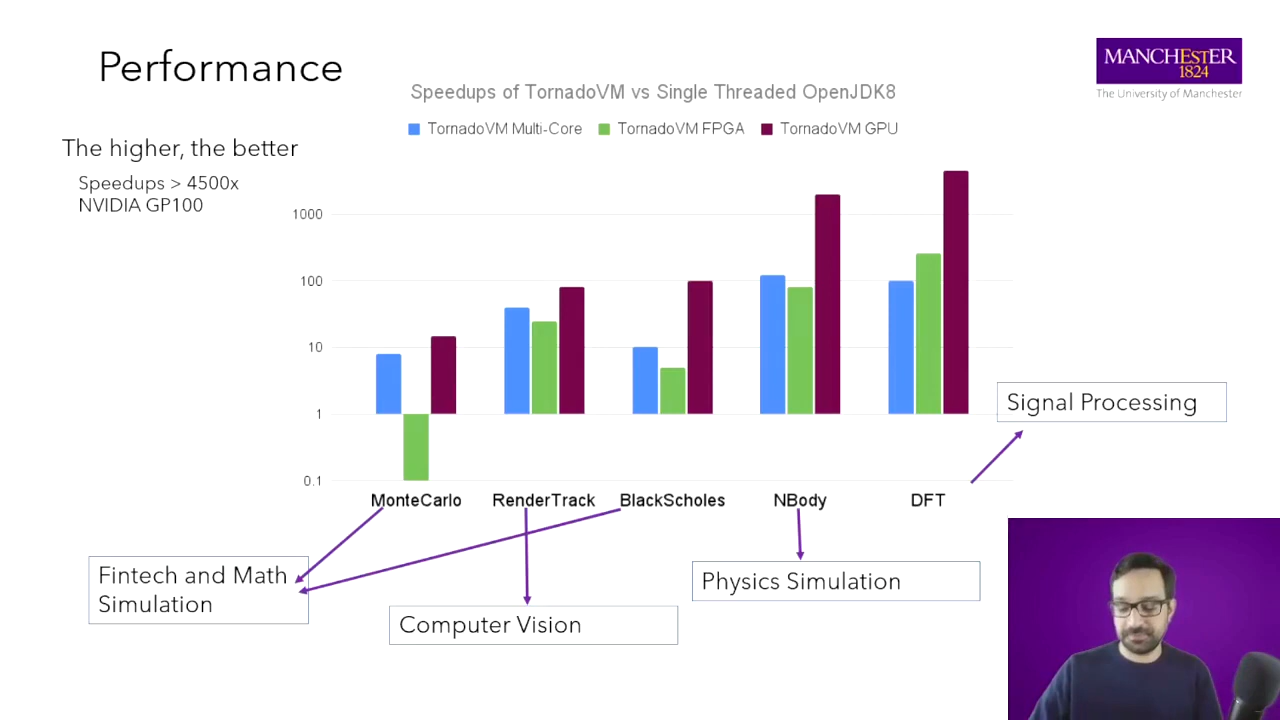 Performance
MANCHESTER
1824
The University of Manchester
Speedups of TornadoVM vs Single Threaded OpenJDK8
TornadoVM Multi-Core TornadoVM FPGA TornadoVM GPU
The higher, the better
Speedups > 4500x
NVIDIA GP100
1000
100
10
1
0.1
MonteCarlo RenderTrack BlackScholes NBody DFT
Signal Processing
Fintech and Math
Simulation
Computer Vision
Physics Simulation